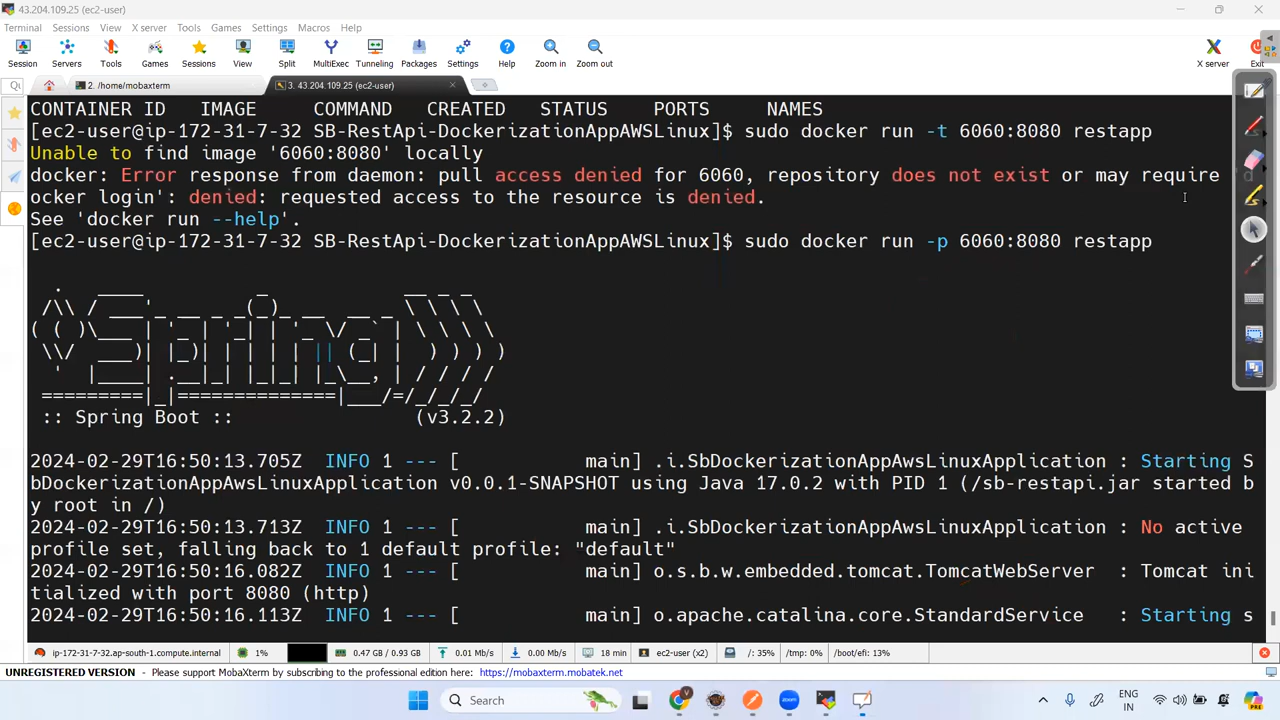 43.204.109.25 (ec2-user)
Terminal Sessions View X server Tools Games Settings Macros Help
Session Servers Tools Games Sessions View Split MultiExec Tunneling Packages Settings Help Zoom in Zoom out X server Exit
2. /home/mobaxterm
3. 43.204.109.25 (ec2-user)
CONTAINER ID   IMAGE     COMMAND   CREATED   STATUS    PORTS     NAMES
[ec2-user@ip-172-31-7-32 SB-RestApi-DockerizationAppAWSLinux]$ sudo docker run -t 6060:8080 restapp
Unable to find image '6060:8080' locally
docker: Error response from daemon: pull access denied for 6060, repository does not exist or may require 'd
ocker login': denied: requested access to the resource is denied.
See 'docker run --help'.
[ec2-user@ip-172-31-7-32 SB-RestApi-DockerizationAppAWSLinux]$ sudo docker run -p 6060:8080 restapp
Spring
:: Spring Boot ::                (v3.2.2)
2024-02-29T16:50:13.705Z  INFO 1 --- [           main] .i.SbDockerizationAppAwsLinuxApplication : Starting S
bDockerizationAppAwsLinuxApplication v0.0.1-SNAPSHOT using Java 17.0.2 with PID 1 (/sb-restapi.jar started b
y root in /)
2024-02-29T16:50:13.713Z  INFO 1 --- [           main] .i.SbDockerizationAppAwsLinuxApplication : No active
profile set, falling back to 1 default profile: "default"
2024-02-29T16:50:16.082Z  INFO 1 --- [           main] o.s.b.w.embedded.tomcat.TomcatWebServer  : Tomcat ini
tialized with port 8080 (http)
2024-02-29T16:50:16.113Z  INFO 1 --- [           main] o.apache.catalina.core.StandardService   : Starting s
ip-172-31-7-32.ap-south-1.compute.internal 1% 0.47 GB / 0.93 GB 0.01 Mb/s 0.00 Mb/s 18 min ec2-user (x2) /: 35% /tmp: 0% /boot/efi: 13%
UNREGISTERED VERSION - Please support MobaXterm by subscribing to the professional edition here: https://mobaxterm.mobatek.net
Search
ENG
IN